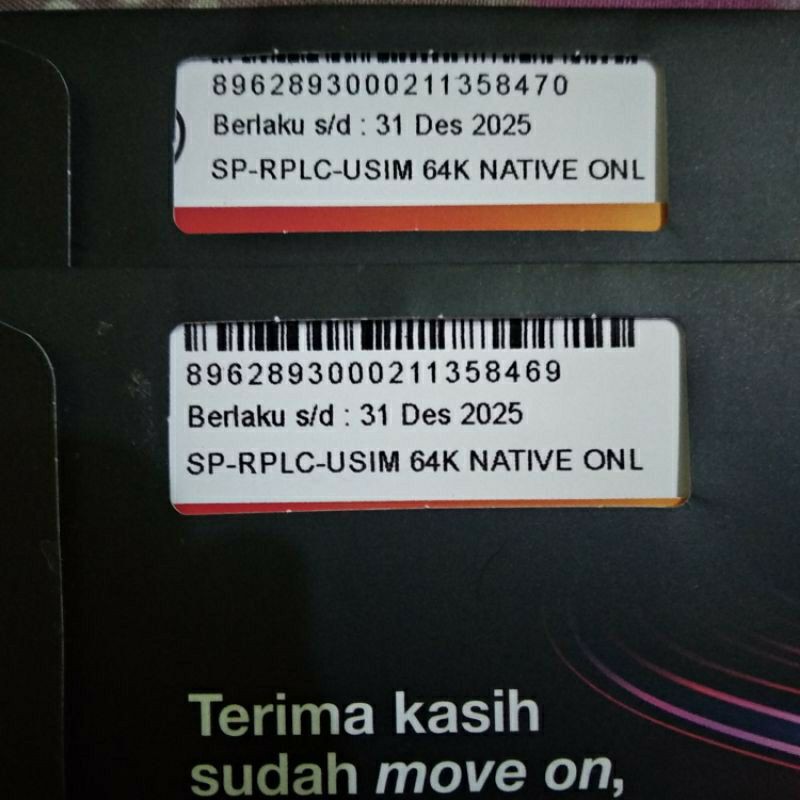 8962893000211358470
Berlaku s/d : 31 Des 2025
SP-RPLC-USIM 64K NATIVE ONL
8962893000211358469
Berlaku s/d : 31 Des 2025
SP-RPLC-USIM 64K NATIVE ONL
Terima kasih
sudah move on,